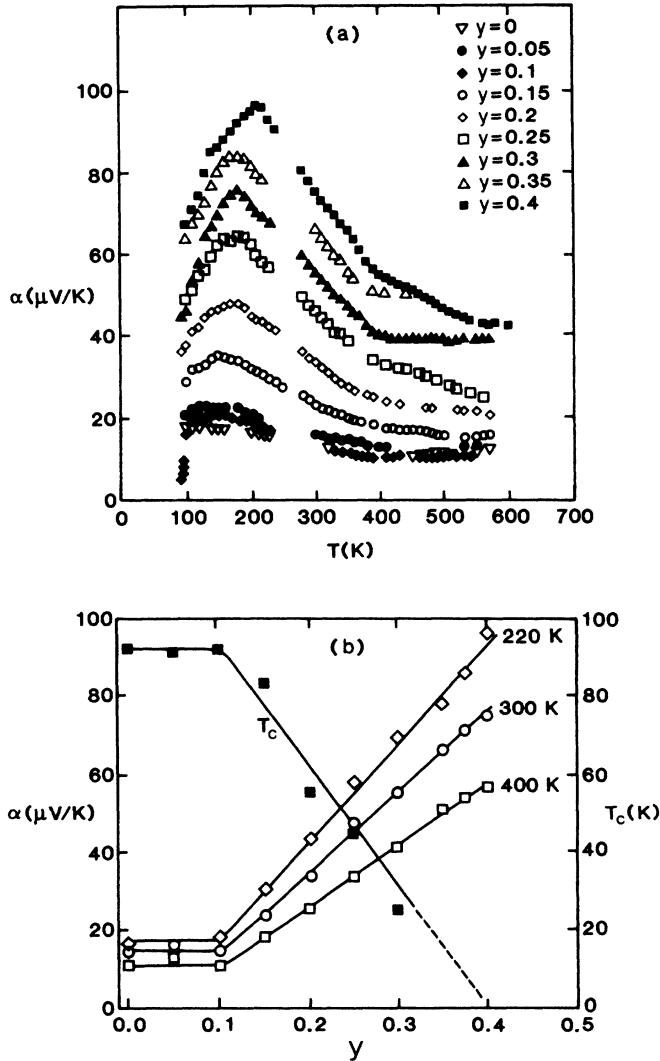 (a)
▽ y=0
● y=0.05
◆ y=0.1
○ y=0.15
◇ y=0.2
□ y=0.25
▲ y=0.3
△ y=0.35
■ y=0.4
100
80
60
40
20
0
α(μV/K)
0 100 200 300 400 500 600 700
T(K)
(b)
100
80
60
40
20
0
α(μV/K)
220 K
300 K
400 K
T_c
100
80
60
40
20
0
T_c(K)
0.0 0.1 0.2 0.3 0.4 0.5
y